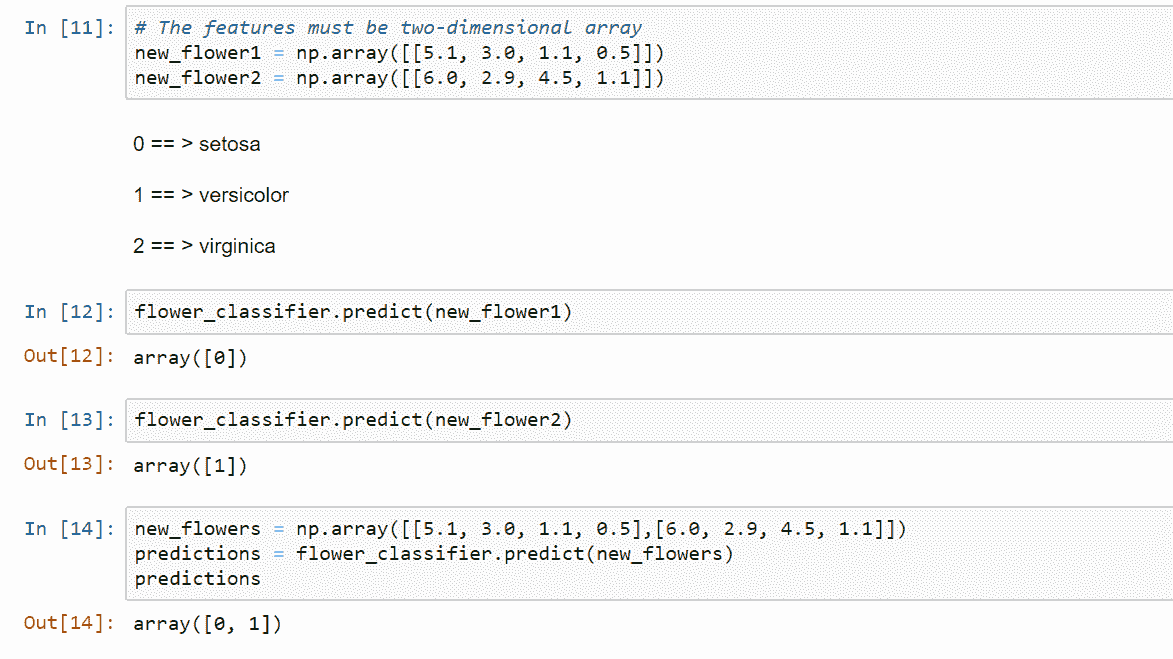 In [11]: # The features must be two-dimensional array
new_flower1 = np.array([[5.1, 3.0, 1.1, 0.5]])
new_flower2 = np.array([[6.0, 2.9, 4.5, 1.1]])
0 == > setosa
1 == > versicolor
2 == > virginica
In [12]: flower_classifier.predict(new_flower1)
Out[12]: array([0])
In [13]: flower_classifier.predict(new_flower2)
Out[13]: array([1])
In [14]: new_flowers = np.array([[5.1, 3.0, 1.1, 0.5],[6.0, 2.9, 4.5, 1.1]])
predictions = flower_classifier.predict(new_flowers)
predictions
Out[14]: array([0, 1])